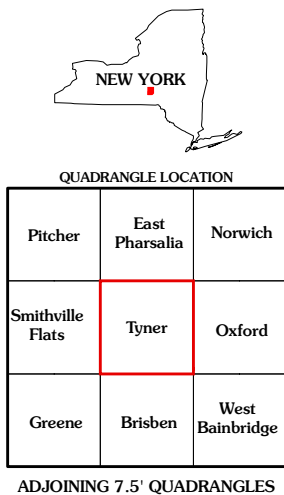 NEW YORK
QUADRANGLE LOCATION
Pitcher
East
Pharsalia
Norwich
Smithville
Flats
Tyner
Oxford
Greene
Brisben
West
Bainbridge
ADJOINING 7.5' QUADRANGLES